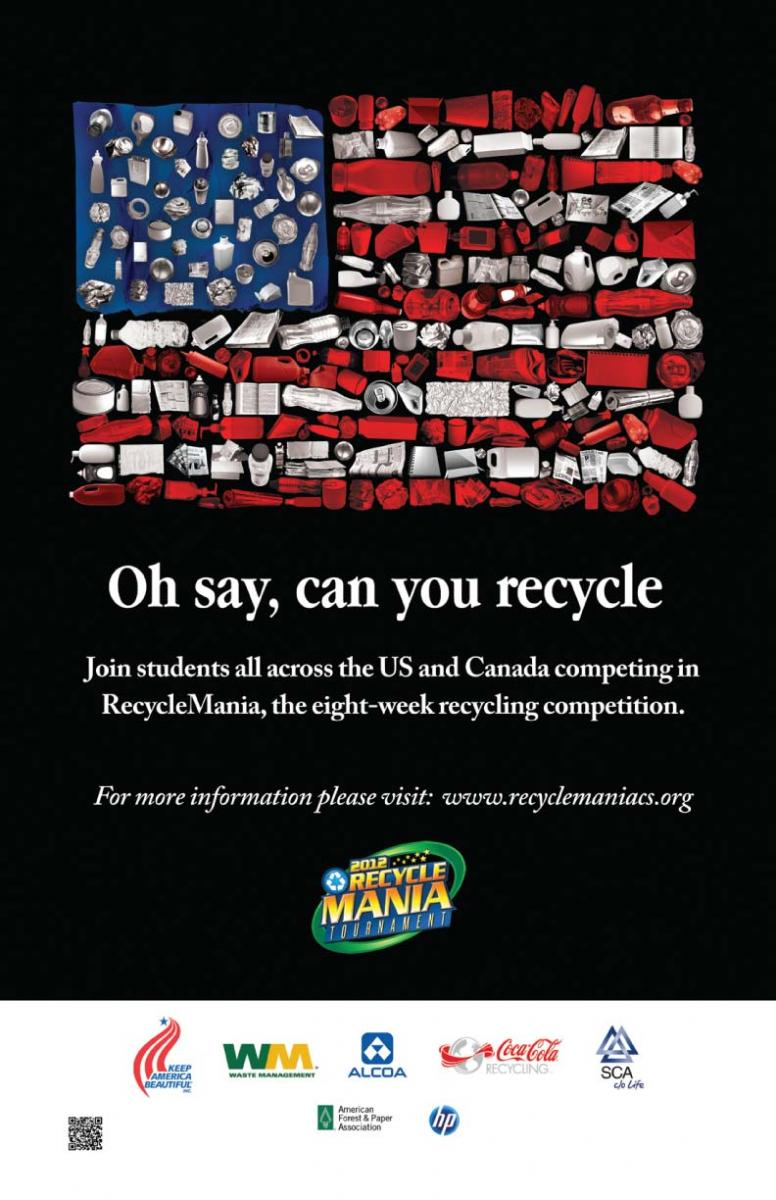 Oh say, can you recycle
Join students all across the US and Canada competing in
RecycleMania, the eight-week recycling competition.
For more information please visit: www.recyclemaniacs.org
2012
RECYCLE
MANIA
TOURNAMENT
KEEP
AMERICA
BEAUTIFUL
INC.
WM
WASTE MANAGEMENT
ALCOA
Coca-Cola
RECYCLING
SCA
c/o Life
American
Forest & Paper
Association
hp